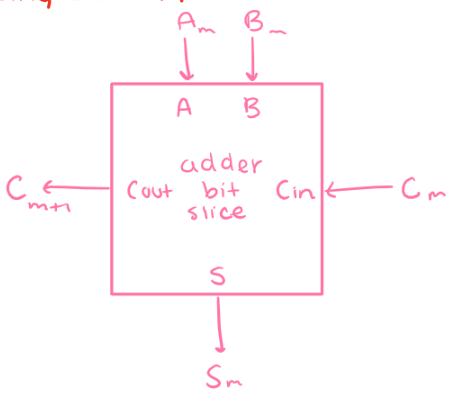 Am Bm
A B
adder
Cm+1 Cout bit Cin Cm
slice
S
Sm